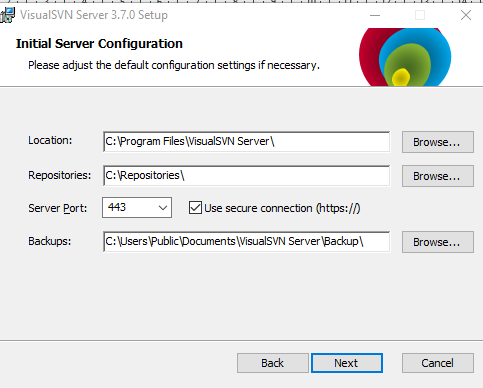 VisualSVN Server 3.7.0 Setup
Initial Server Configuration
Please adjust the default configuration settings if necessary.
Location: C:\Program Files\VisualSVN Server\ Browse...
Repositories: C:\Repositories\ Browse...
Server Port: 443 Use secure connection (https://)
Backups: C:\Users\Public\Documents\VisualSVN Server\Backup\ Browse...
Back Next Cancel